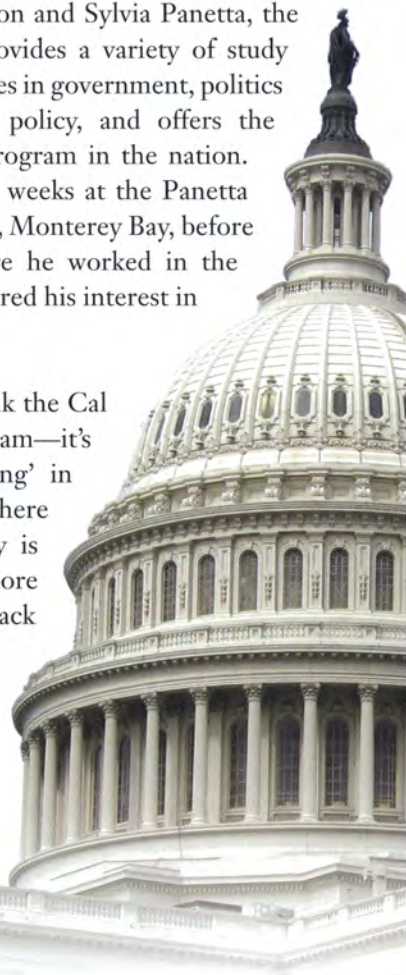 on and Sylvia Panetta, the
ovides a variety of study
es in government, politics
policy, and offers the
rogram in the nation.
weeks at the Panetta
, Monterey Bay, before
re he worked in the
red his interest in
k the Cal
am—it's
ng' in
here
y is
ore
ack